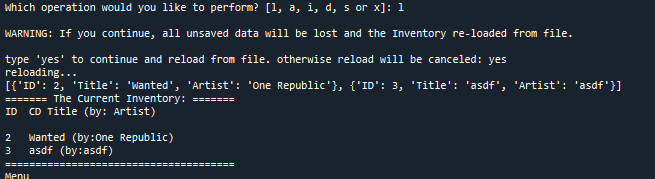 Which operation would you like to perform? [l, a, i, d, s or x]: l
WARNING: If you continue, all unsaved data will be lost and the Inventory re-loaded from file.
type 'yes' to continue and reload from file. otherwise reload will be canceled: yes
reloading...
[{'ID': 2, 'Title': 'Wanted', 'Artist': 'One Republic'}, {'ID': 3, 'Title': 'asdf', 'Artist': 'asdf'}]
======= The Current Inventory: =======
ID  CD Title (by: Artist)
2   Wanted (by:One Republic)
3   asdf (by:asdf)
======================================
Menu